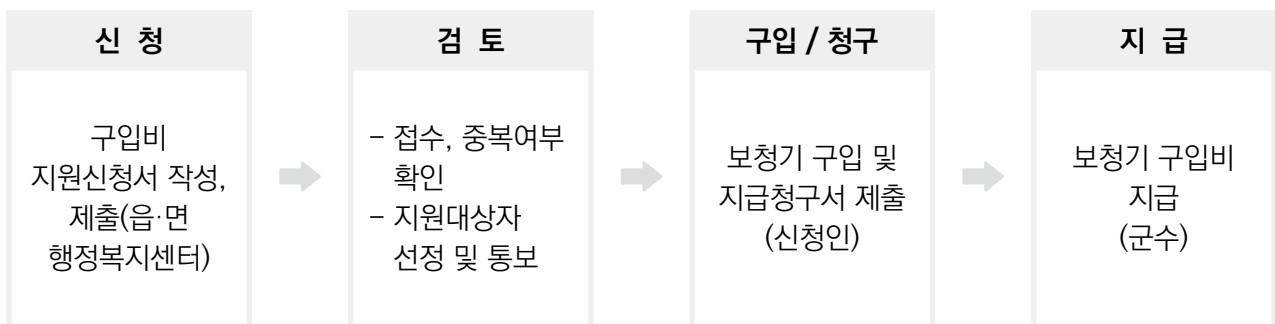 신 청
구입비
지원신청서 작성,
제출(읍·면
행정복지센터)
검 토
- 접수, 중복여부
확인
- 지원대상자
선정 및 통보
구입 / 청구
보청기 구입 및
지급청구서 제출
(신청인)
지 급
보청기 구입비
지급
(군수)